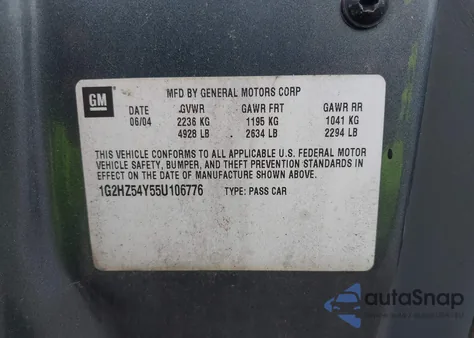 GM
MFD BY GENERAL MOTORS CORP
DATE GVWR GAWR FRT GAWR RR
06/04 2236 KG 1195 KG 1041 KG
4928 LB . 2634 LB 2294 LB
THIS VEHICLE CONFORMS TO ALL APPLICABLE U.S. FEDERAL MOTOR
VEHICLE SAFETY, BUMPER, AND THEFT PREVENTION STANDARDS IN
EFFECT ON THE DATE OF MANUFACTURE SHOWN ABOVE.
1G2HZ54Y55U106776 TYPE: PASS CAR
autoSnap